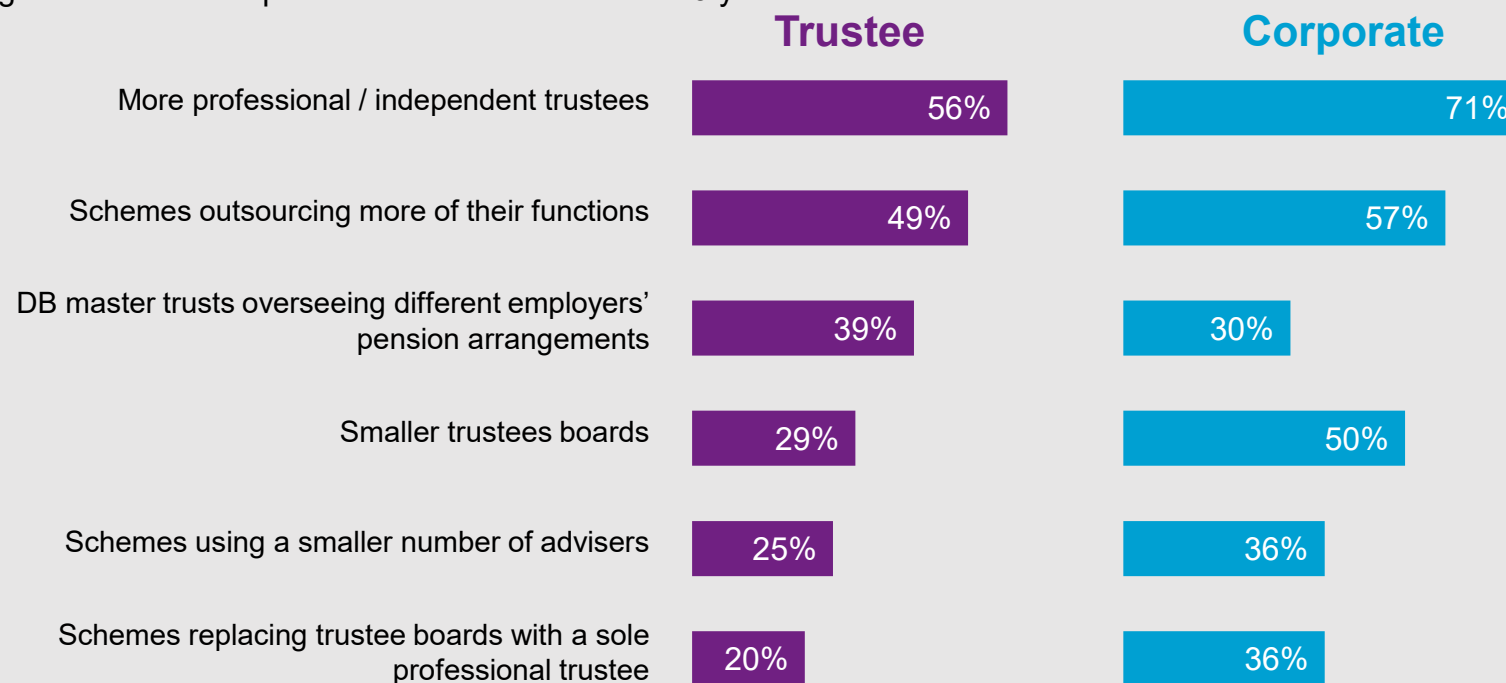 Trustee Corporate
More professional / independent trustees 56% 71%
Schemes outsourcing more of their functions 49% 57%
DB master trusts overseeing different employers’
pension arrangements 39% 30%
Smaller trustees boards 29% 50%
Schemes using a smaller number of advisers 25% 36%
Schemes replacing trustee boards with a sole
professional trustee 20% 36%